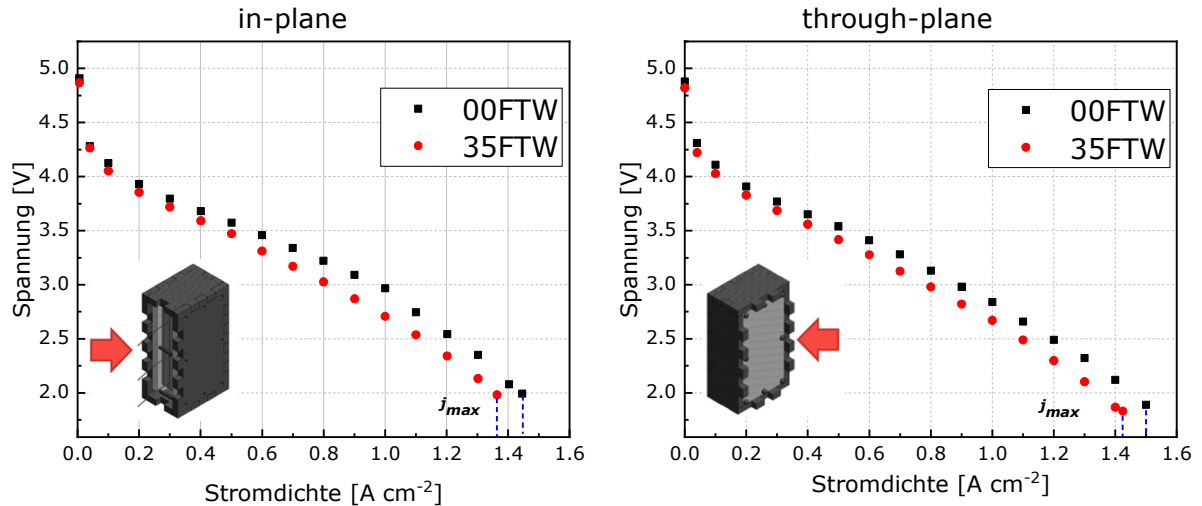 in-plane
5.0
4.5
4.0
3.5
3.0
2.5
2.0
Spannung [V]
00FTW
35FTW
jmax
0.0 0.2 0.4 0.6 0.8 1.0 1.2 1.4 1.6
Stromdichte [A cm⁻²]
through-plane
5.0
4.5
4.0
3.5
3.0
2.5
2.0
Spannung [V]
00FTW
35FTW
jmax
0.0 0.2 0.4 0.6 0.8 1.0 1.2 1.4 1.6
Stromdichte [A cm⁻²]